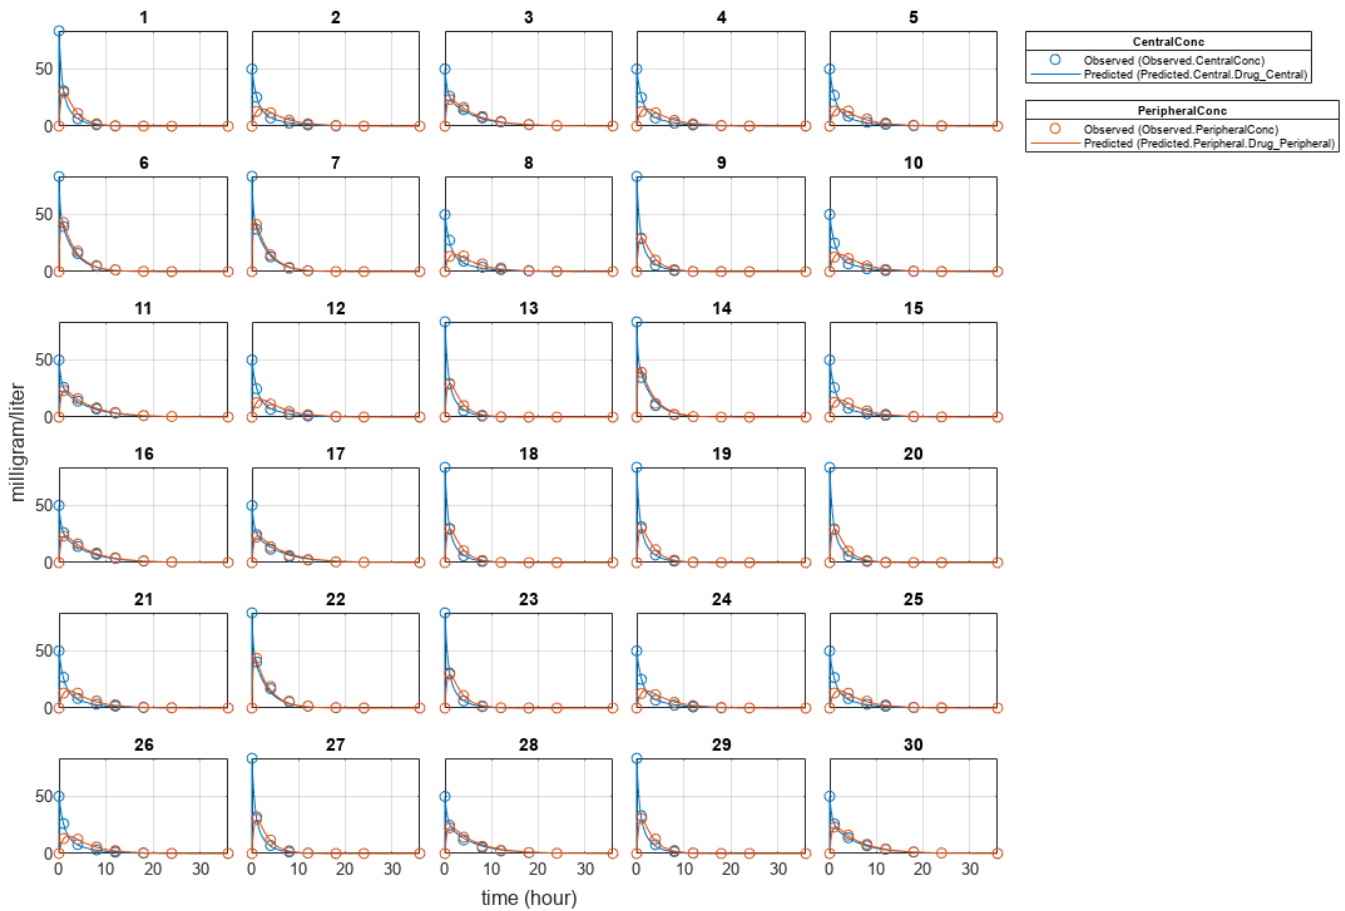 1 2 3 4 5
CentralConc
Observed (Observed.CentralConc)
Predicted (Predicted.Central.Drug_Central)
PeripheralConc
Observed (Observed.PeripheralConc)
Predicted (Predicted.Peripheral.Drug_Peripheral)
50
0
6 7 8 9 10
50
0
11 12 13 14 15
50
0
milligram/liter
16 17 18 19 20
50
0
21 22 23 24 25
50
0
26 27 28 29 30
50
0
0 10 20 30 0 10 20 30 0 10 20 30 0 10 20 30 0 10 20 30
time (hour)